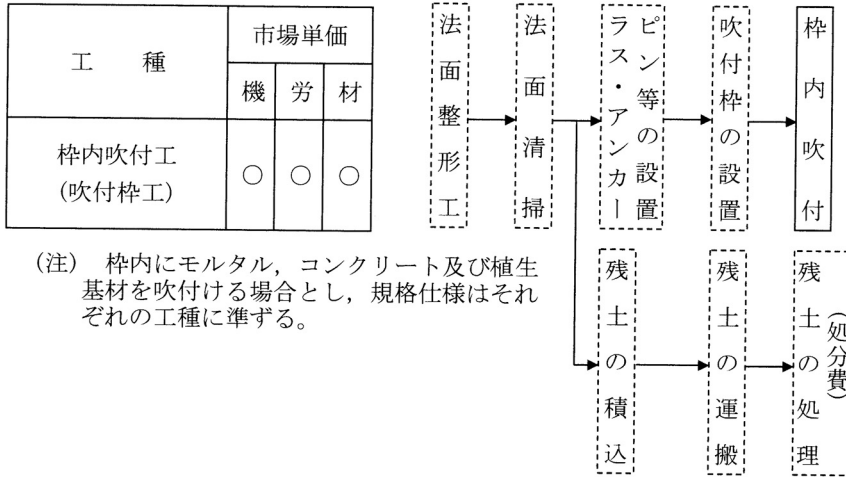 工種
市場単価
機
労
材
枠内吹付工
(吹付枠工)
○
○
○
(注) 枠内にモルタル，コンクリート及び植生
基材を吹付ける場合とし，規格仕様はそれ
ぞれの工種に準ずる。
法面整形工
法面清掃
ラス・アンカー
ピン等の設置
吹付枠の設置
枠内吹付
残土の積込
残土の運搬
残土の処理
(処分費)